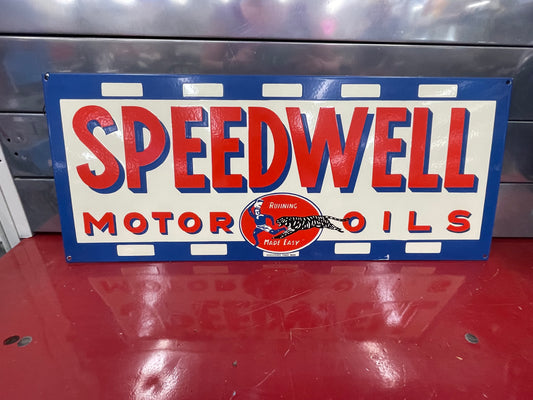 SPEEDWELL
MOTOR OILS
RUNNING
MADE EASY